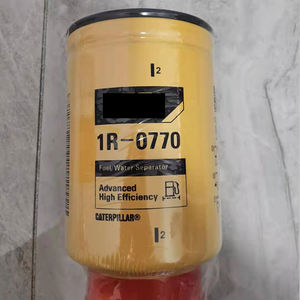 2
1R-0770
Fuel Water Separator
Advanced
High Efficiency
CATERPILLAR®
2